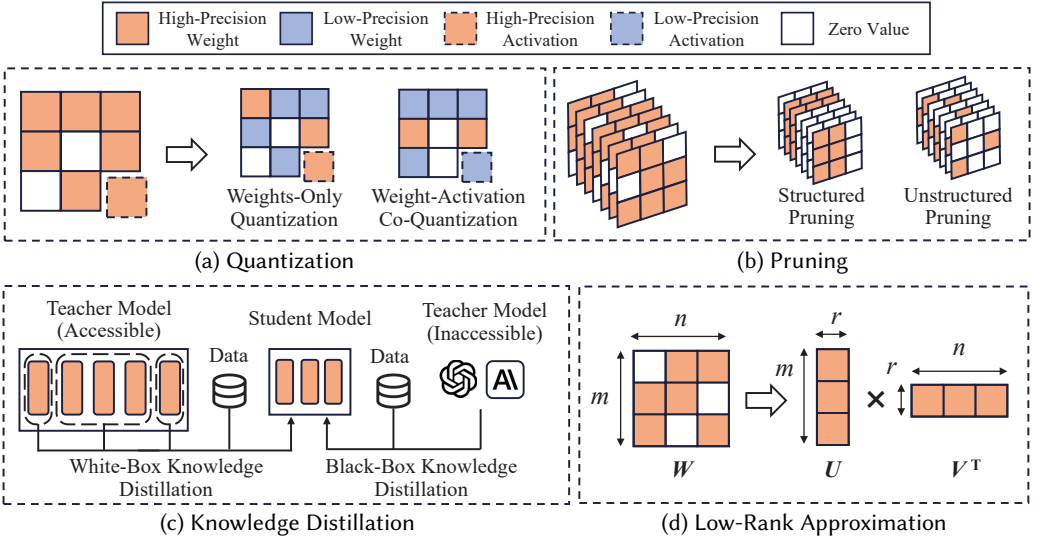 High-Precision
Weight
Low-Precision
Weight
High-Precision
Activation
Low-Precision
Activation
Zero Value
Weights-Only
Quantization
Weight-Activation
Co-Quantization
(a) Quantization
Structured
Pruning
Unstructured
Pruning
(b) Pruning
Teacher Model
(Accessible)
Data
Student Model
Data
Teacher Model
(Inaccessible)
A\
White-Box Knowledge
Distillation
Black-Box Knowledge
Distillation
(c) Knowledge Distillation
n
m
W
r
m
U
×
n
r
V^T
(d) Low-Rank Approximation